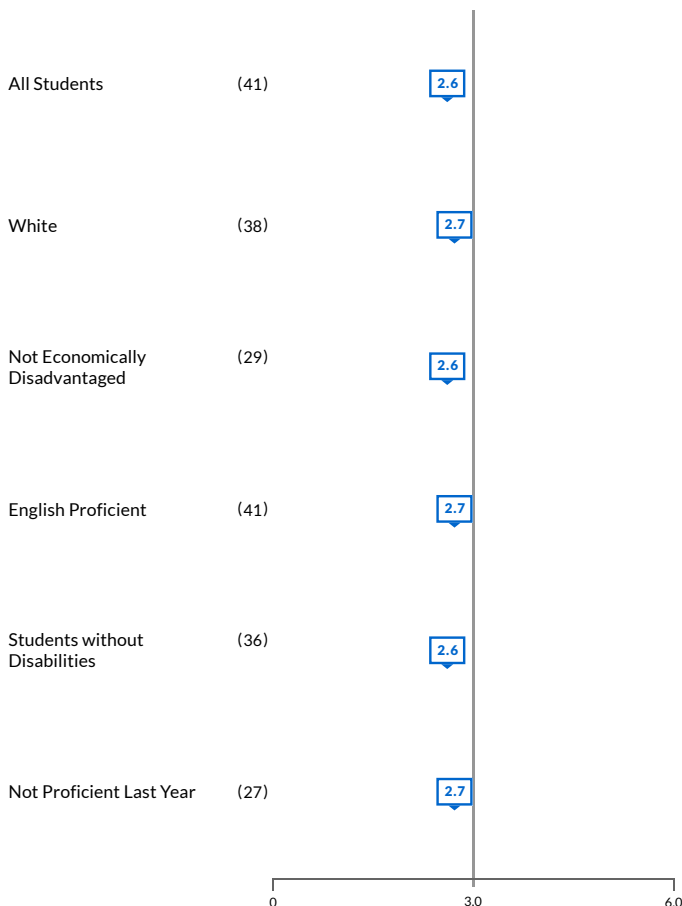 All Students (41) 2.6
White (38) 2.7
Not Economically (29) 2.6
Disadvantaged
English Proficient (41) 2.7
Students without (36) 2.6
Disabilities
Not Proficient Last Year (27) 2.7
0 3.0 6.0